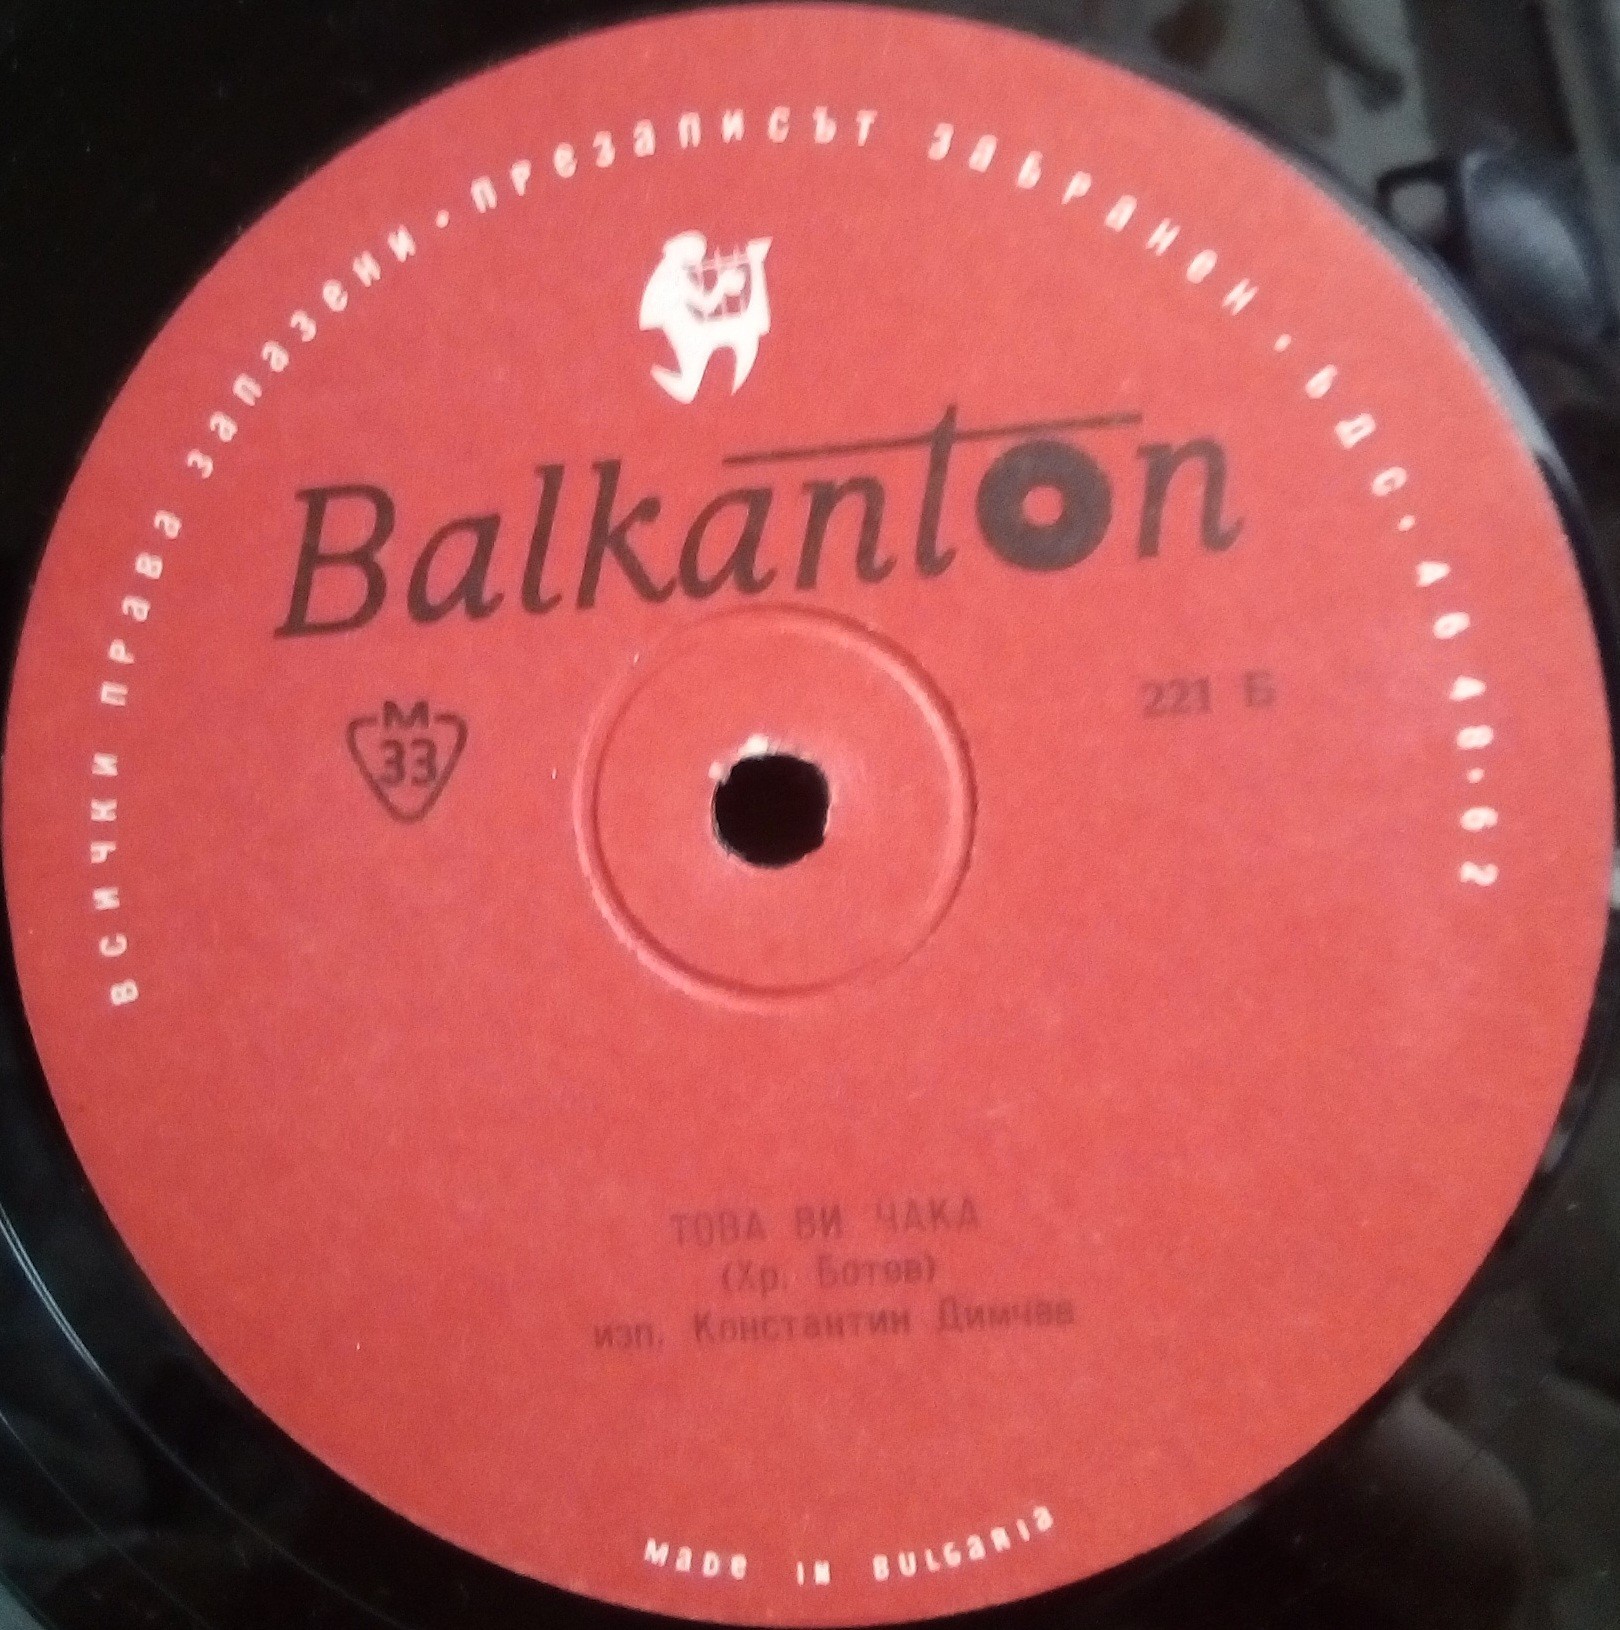 всички права запазени · презаписът забранен · БДС · 4648 · 62
Balkanton
М
33
221 Б
ТОВА ВИ ЧАКА
(Хр. Ботев)
изп. Константин Димчев
MADE IN BULGARIA